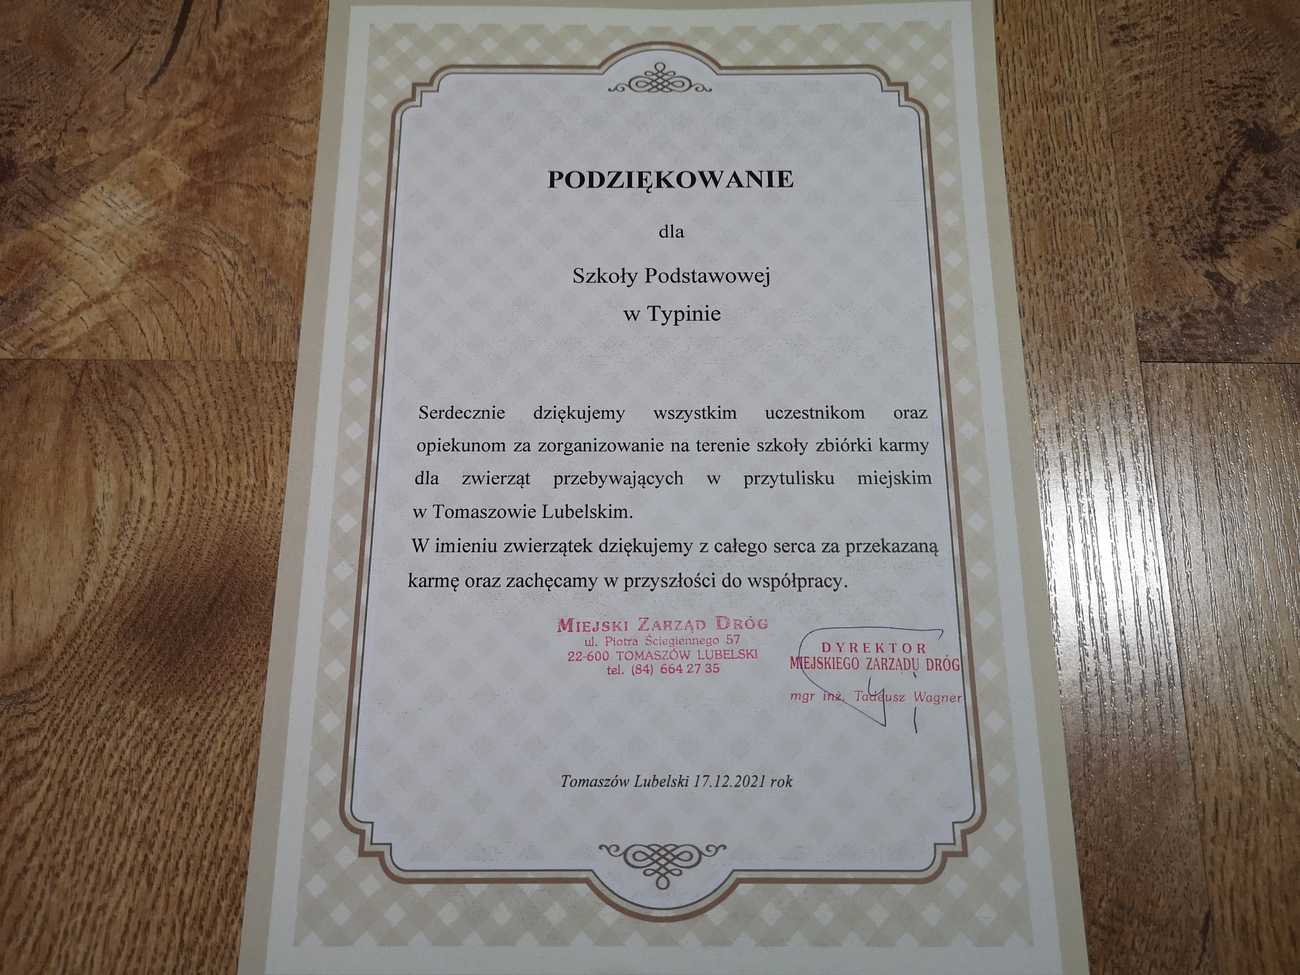 PODZIĘKOWANIE
dla
Szkoły Podstawowej
w Typinie
Serdecznie dziękujemy wszystkim uczestnikom oraz
opiekunom za zorganizowanie na terenie szkoły zbiórki karmy
dla zwierząt przebywających w przytulisku miejskim
w Tomaszowie Lubelskim.
W imieniu zwierzątek dziękujemy z całego serca za przekazaną
karmę oraz zachęcamy w przyszłości do współpracy.
MIEJSKI ZARZĄD DRÓG
ul. Piotra Ściegiennego 57
22-600 TOMASZÓW LUBELSKI
tel. (84) 664 27 35
DYREKTOR
MIEJSKIEGO ZARZĄDU DRÓG
mgr inż. Tadeusz Wagner
Tomaszów Lubelski 17.12.2021 rok